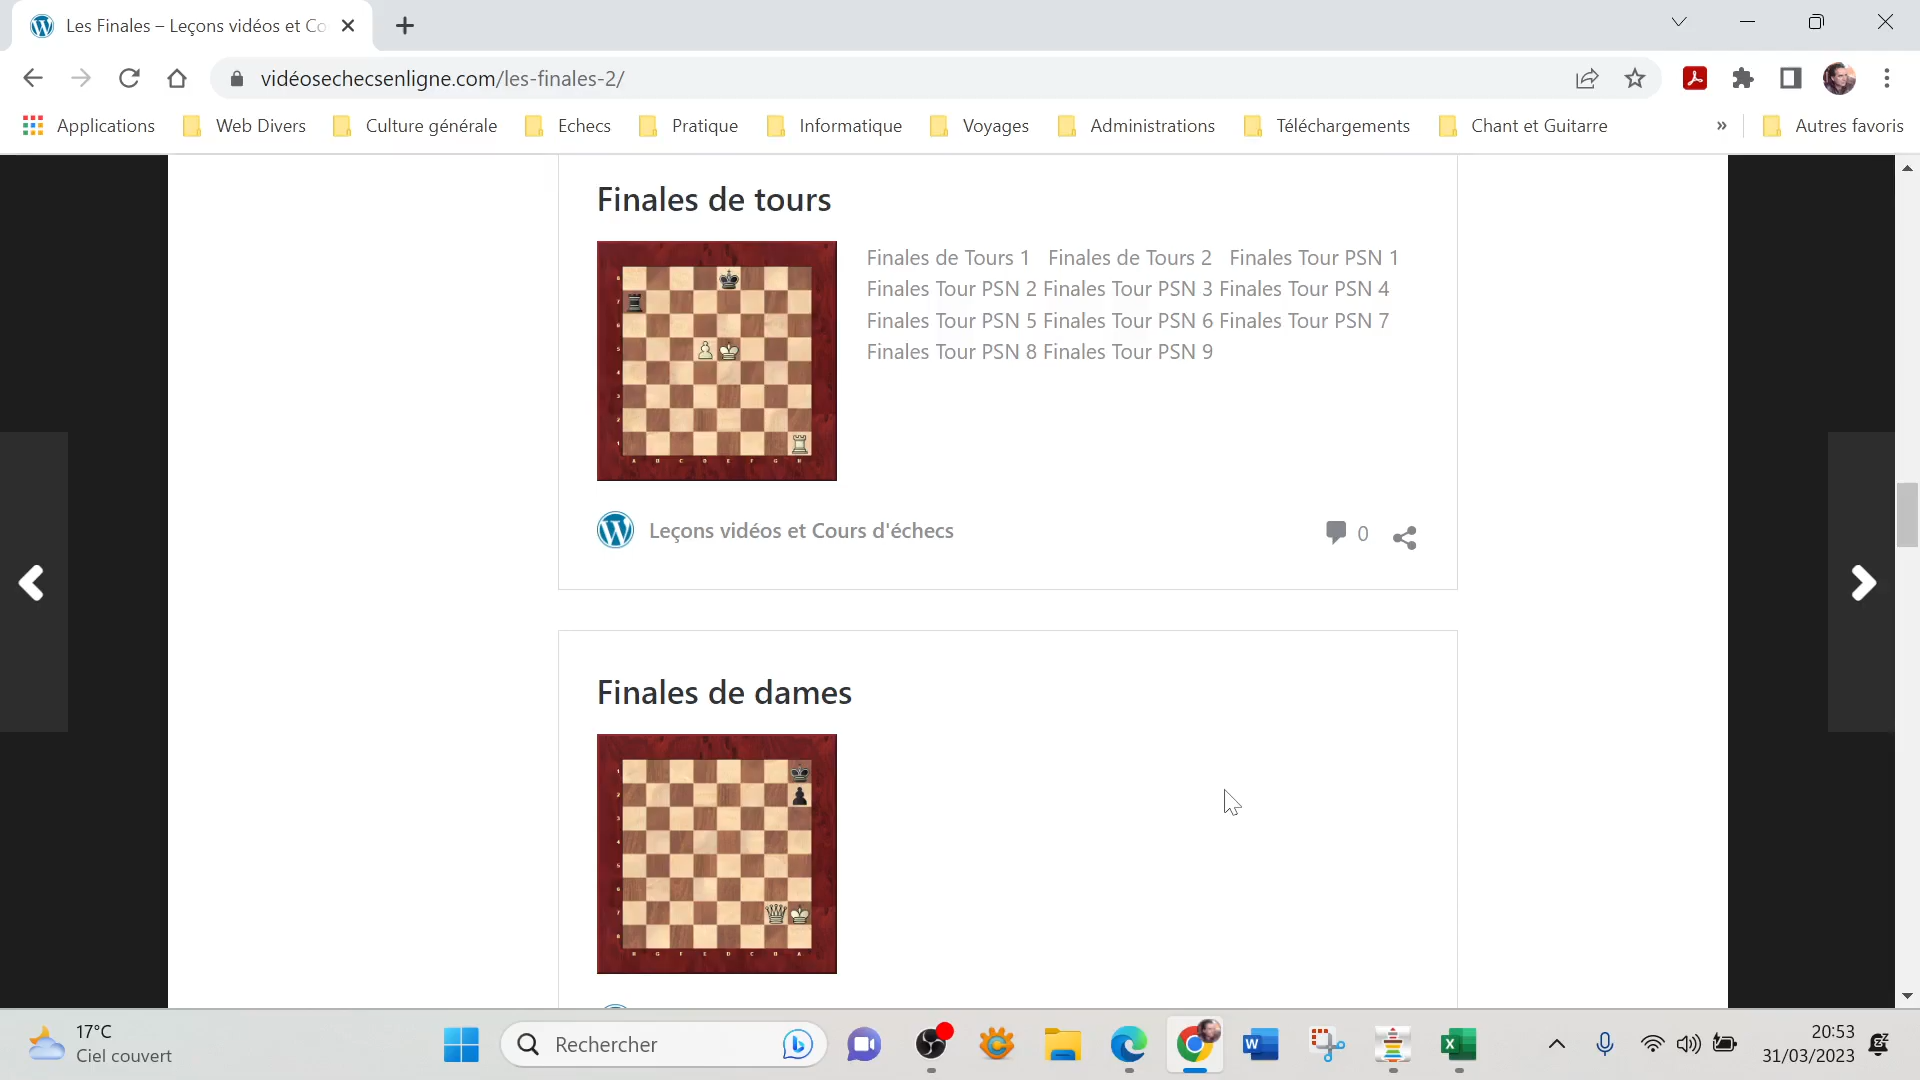 Les Finales – Leçons vidéos et Co
vidéosechecsenligne.com/les-finales-2/
Applications
Web Divers
Culture générale
Echecs
Pratique
Informatique
Voyages
Administrations
Téléchargements
Chant et Guitarre
»
Autres favoris
Finales de tours
Finales de Tours 1 Finales de Tours 2 Finales Tour PSN 1
Finales Tour PSN 2 Finales Tour PSN 3 Finales Tour PSN 4
Finales Tour PSN 5 Finales Tour PSN 6 Finales Tour PSN 7
Finales Tour PSN 8 Finales Tour PSN 9
Leçons vidéos et Cours d'échecs
0
Finales de dames
17°C
Ciel couvert
Rechercher
20:53
31/03/2023